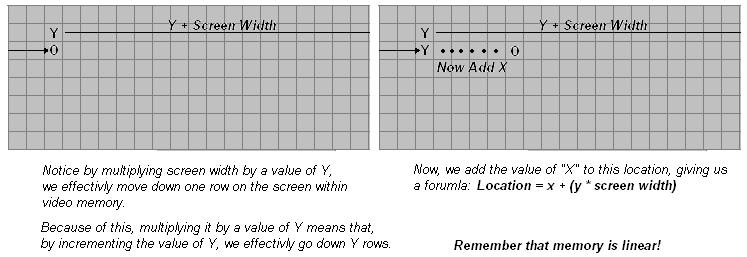 Y   Y + Screen Width
O
Notice by multiplying screen width by a value of Y,
we effectivly move down one row on the screen within
video memory.
Because of this, multiplying it by a value of Y means that,
by incrementing the value of Y, we effectivly go down Y rows.
Y   Y + Screen Width
Y ...... O
Now Add X
Now, we add the value of "X" to this location, giving us
a forumla: Location = x + (y * screen width)
Remember that memory is linear!